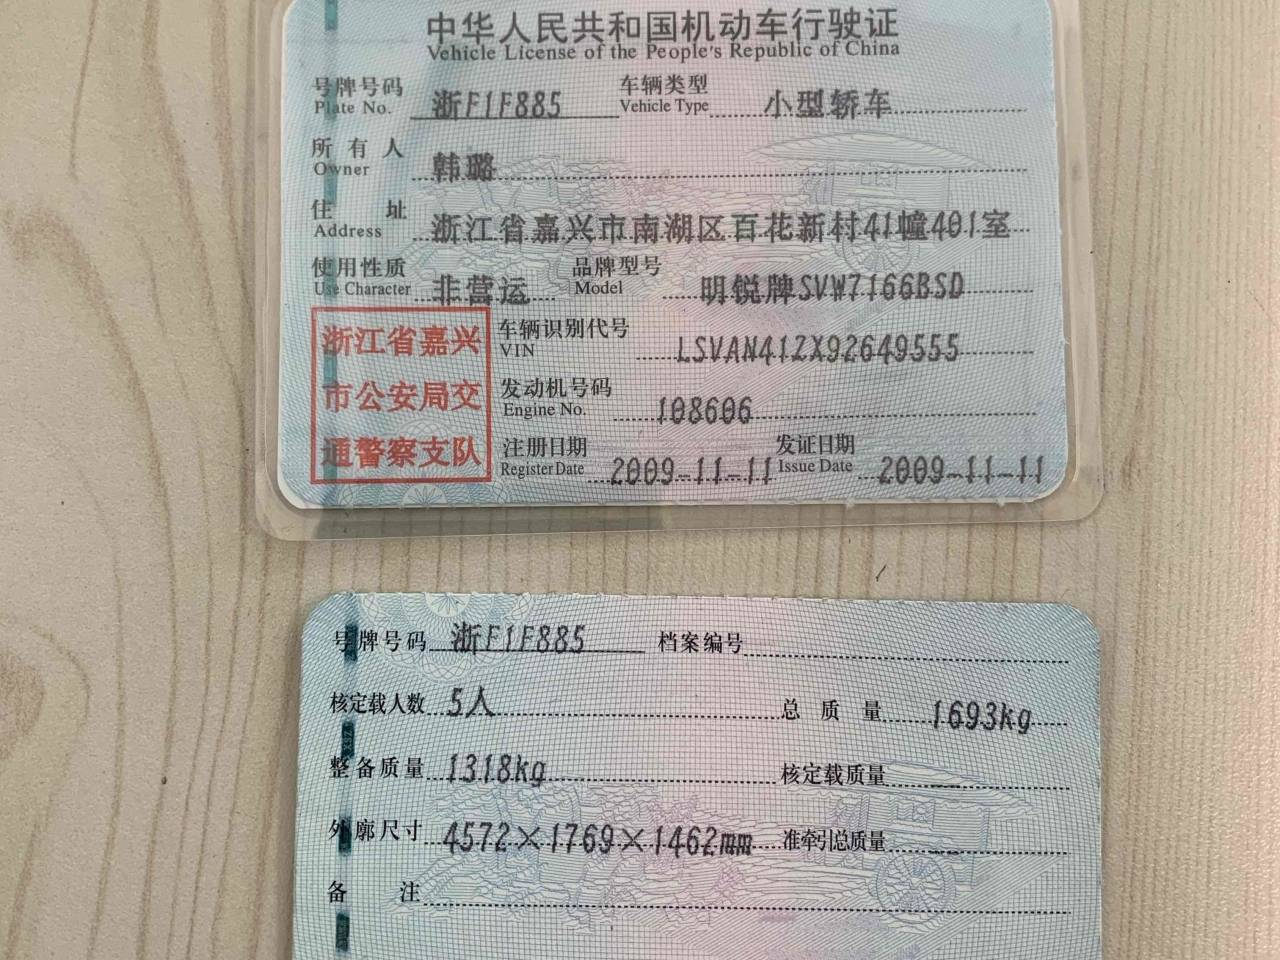 中华人民共和国机动车行驶证
Vehicle License of the People's Republic of China
号牌号码 浙F1F885 车辆类型 小型轿车
Plate No. Vehicle Type
所有人 韩璐
Owner
住址 浙江省嘉兴市南湖区百花新村41幢401室
Address
使用性质 非营运 品牌型号 明锐牌SVW7166BSD
Use Character Model
浙江省嘉兴
市公安局交
通警察支队
车辆识别代号 LSVAN41ZX92649555
VIN
发动机号码 108606
Engine No.
注册日期 2009-11-11 发证日期 2009-11-11
Register Date Issue Date
号牌号码 浙F1F885 档案编号
核定载人数 5人 总质量 1693kg
整备质量 1318kg 核定载质量
外廓尺寸 4572×1769×1462mm 准牵引总质量
备注